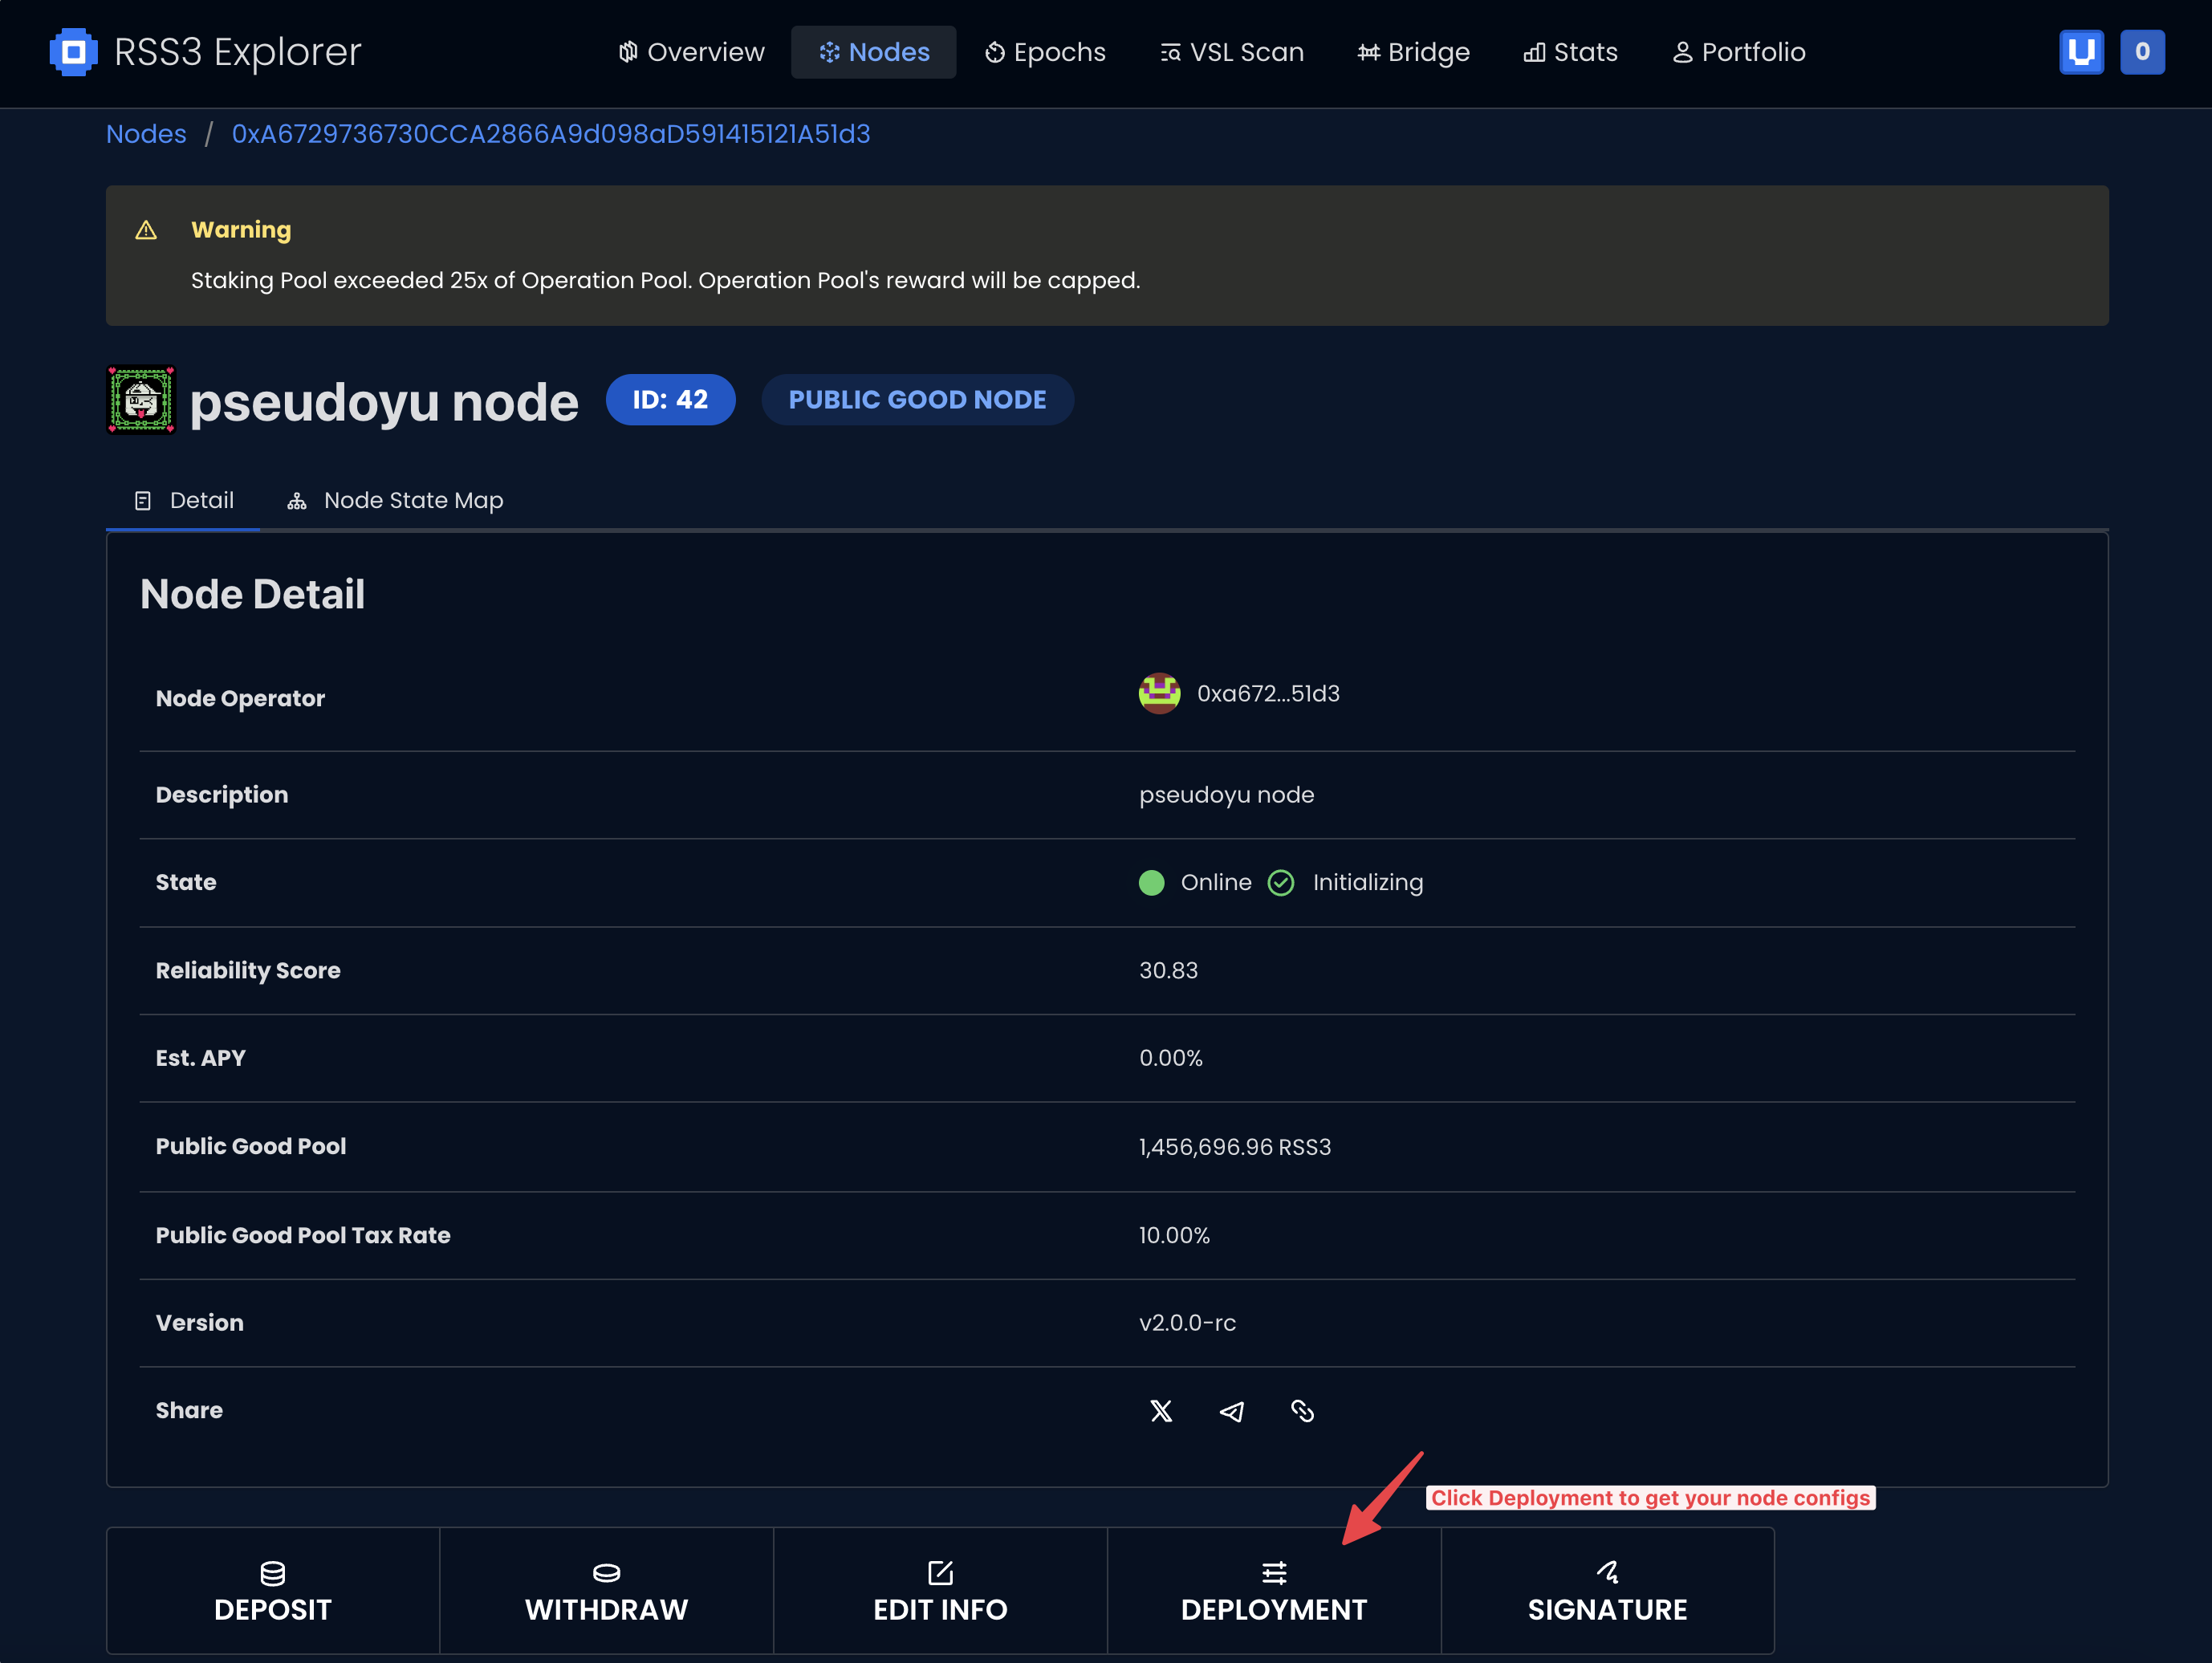 RSS3 Explorer
Overview
Nodes
Epochs
VSL Scan
Bridge
Stats
Portfolio
U
0
Nodes / 0xA6729736730CCA2866A9d098aD591415121A51d3
Warning
Staking Pool exceeded 25x of Operation Pool. Operation Pool's reward will be capped.
pseudoyu node
ID: 42
PUBLIC GOOD NODE
Detail
Node State Map
Node Detail
Node Operator
0xa672...51d3
Description
pseudoyu node
State
Online
Initializing
Reliability Score
30.83
Est. APY
0.00%
Public Good Pool
1,456,696.96 RSS3
Public Good Pool Tax Rate
10.00%
Version
v2.0.0-rc
Share
Click Deployment to get your node configs
DEPOSIT
WITHDRAW
EDIT INFO
DEPLOYMENT
SIGNATURE